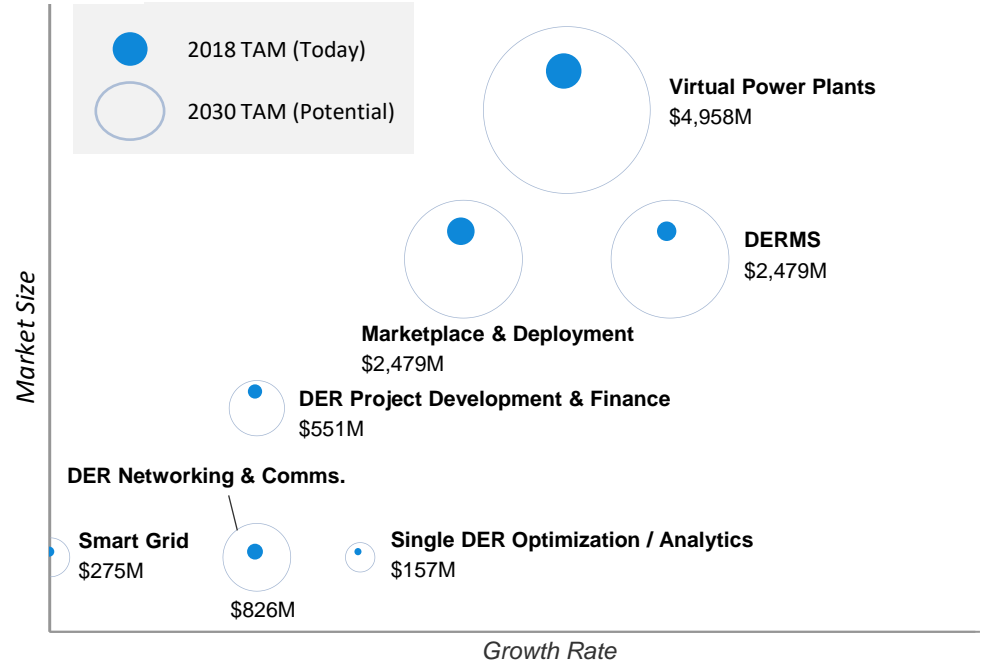 2018 TAM (Today)
2030 TAM (Potential)
Virtual Power Plants
$4,958M
DERMS
$2,479M
Marketplace & Deployment
$2,479M
DER Project Development & Finance
$551M
DER Networking & Comms.
$826M
Smart Grid
$275M
Single DER Optimization / Analytics
$157M
Market Size
Growth Rate